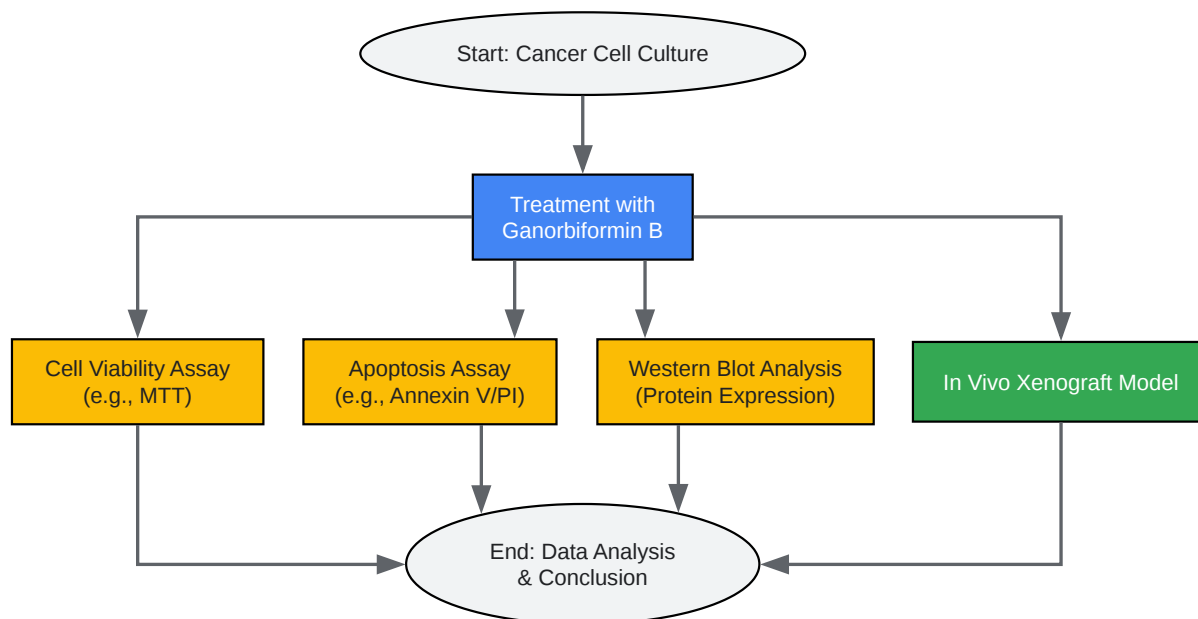 Start: Cancer Cell Culture
Treatment with
Ganorbiformin B
Cell Viability Assay
(e.g., MTT)
Apoptosis Assay
(e.g., Annexin V/PI)
Western Blot Analysis
(Protein Expression)
In Vivo Xenograft Model
End: Data Analysis
& Conclusion